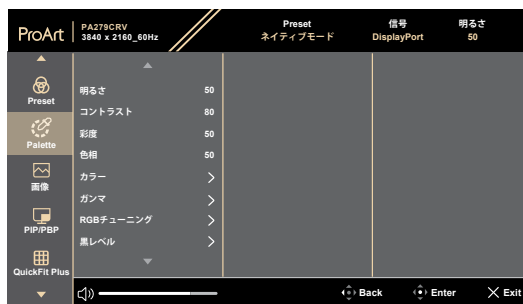 ProArt
PA279CRV
3840 x 2160_60Hz
Preset
ネイティブモード
信号
DisplayPort
明るさ
50
Preset
Palette
画像
PIP/PBP
QuickFit Plus
明るさ 50
コントラスト 80
彩度 50
色相 50
カラー
ガンマ
RGBチューニング
黒レベル
Back
Enter
Exit